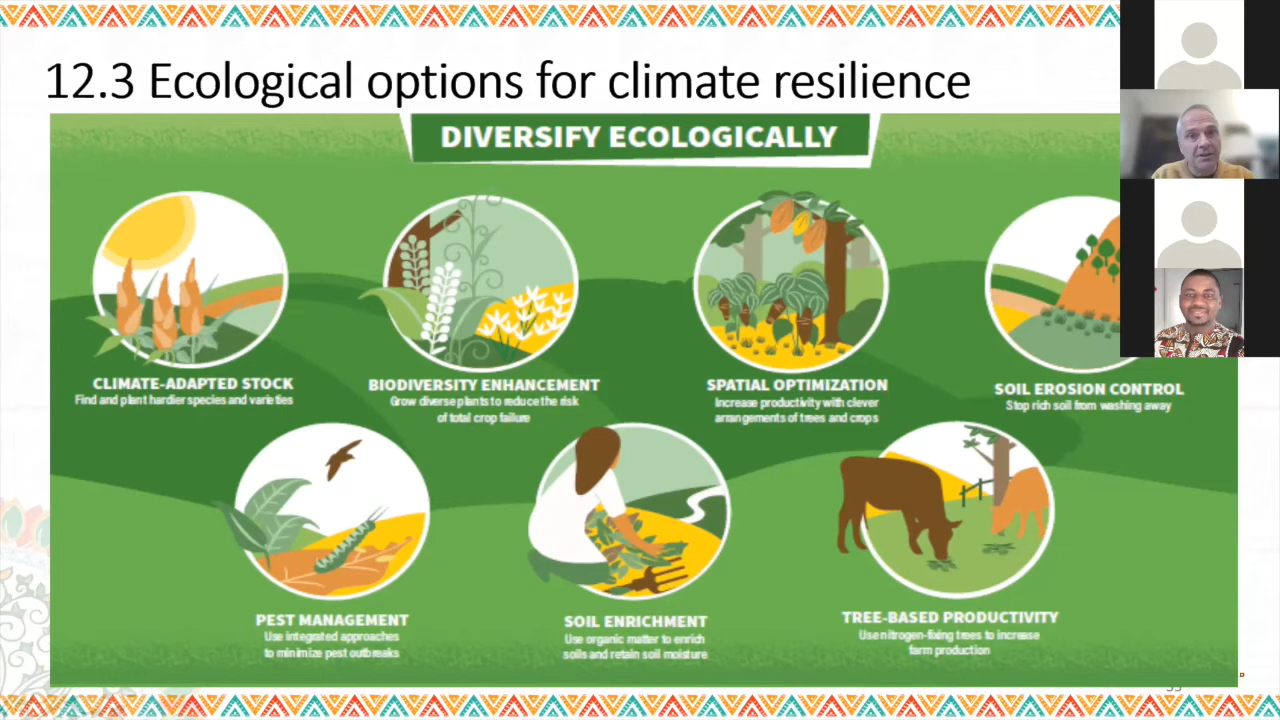 12.3 Ecological options for climate resilience
DIVERSIFY ECOLOGICALLY
CLIMATE-ADAPTED STOCK
Find and plant hardier species and varieties
BIODIVERSITY ENHANCEMENT
Grow diverse plants to reduce the risk
of total crop failure
SPATIAL OPTIMIZATION
Increase productivity with clever
arrangements of trees and crops
SOIL EROSION CONTROL
Stop rich soil from washing away
PEST MANAGEMENT
Use integrated approaches
to minimize pest outbreaks
SOIL ENRICHMENT
Use organic matter to enrich
soils and retain soil moisture
TREE-BASED PRODUCTIVITY
Use nitrogen-fixing trees to increase
farm production